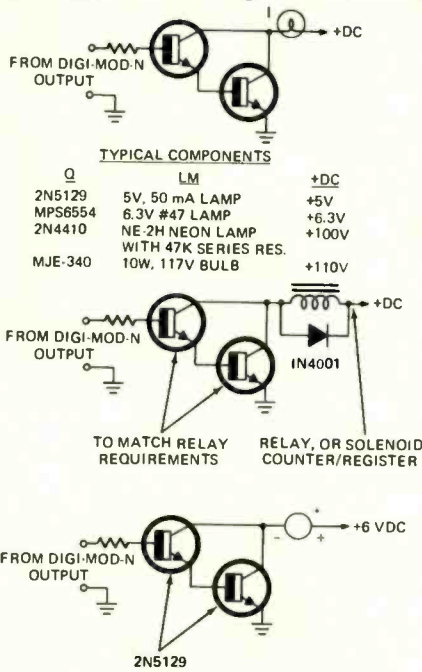 I
+DC
FROM DIGI-MOD-N
OUTPUT
TYPICAL COMPONENTS
Q LM +DC
2N5129 5V, 50 mA LAMP +5V
MPS6554 6.3V #47 LAMP +6.3V
2N4410 NE-2H NEON LAMP +100V
WITH 47K SERIES RES.
MJE-340 10W, 117V BULB +110V
+DC
FROM DIGI-MOD-N
OUTPUT
IN4001
TO MATCH RELAY
REQUIREMENTS
RELAY, OR SOLENOID
COUNTER/REGISTER
- + +
+6 VDC
FROM DIGI-MOD-N
OUTPUT
2N5129